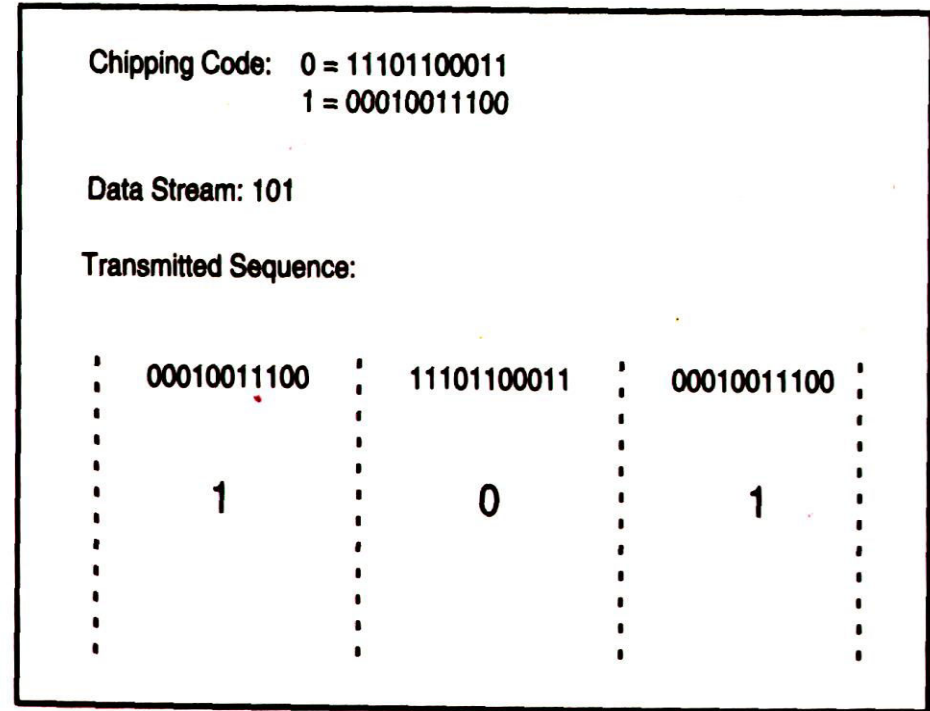 Chipping Code: 0 = 11101100011
1 = 00010011100
Data Stream: 101
Transmitted Sequence:
00010011100 11101100011 00010011100
1 0 1